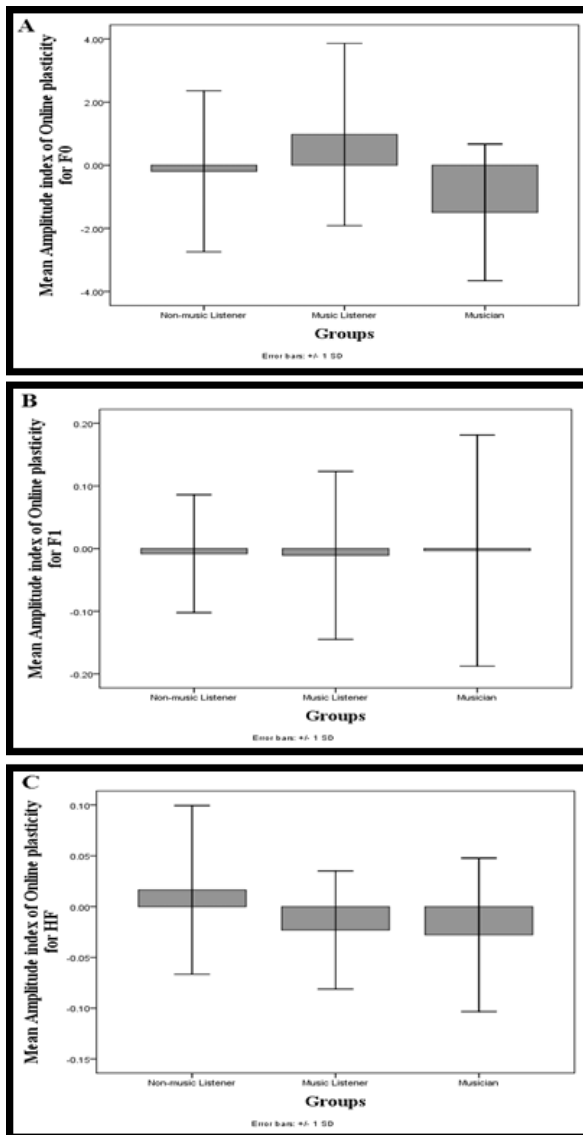 A
Mean Amplitude index of Online plasticity
for F0
4.00
2.00
0.00
-2.00
-4.00
Non-music Listener Music Listener Musician
Groups
Error bars: +/- 1 SD
B
Mean Amplitude index of Online plasticity
for F1
0.20
0.10
0.00
-0.10
-0.20
Non-music Listener Music Listener Musician
Groups
Error bars: +/- 1 SD
C
Mean Amplitude index of Online plasticity
for HF
0.10
0.05
0.00
-0.05
-0.10
-0.15
Non-music Listener Music Listener Musician
Groups
Error bars: +/- 1 SD